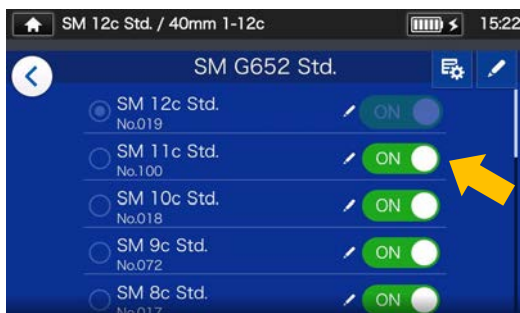 SM 12c Std. / 40mm 1-12c 15:22
SM G652 Std.
SM 12c Std. ON
No.019
SM 11c Std. ON
No.100
SM 10c Std. ON
No.018
SM 9c Std. ON
No.072
SM 8c Std. ON
No.017